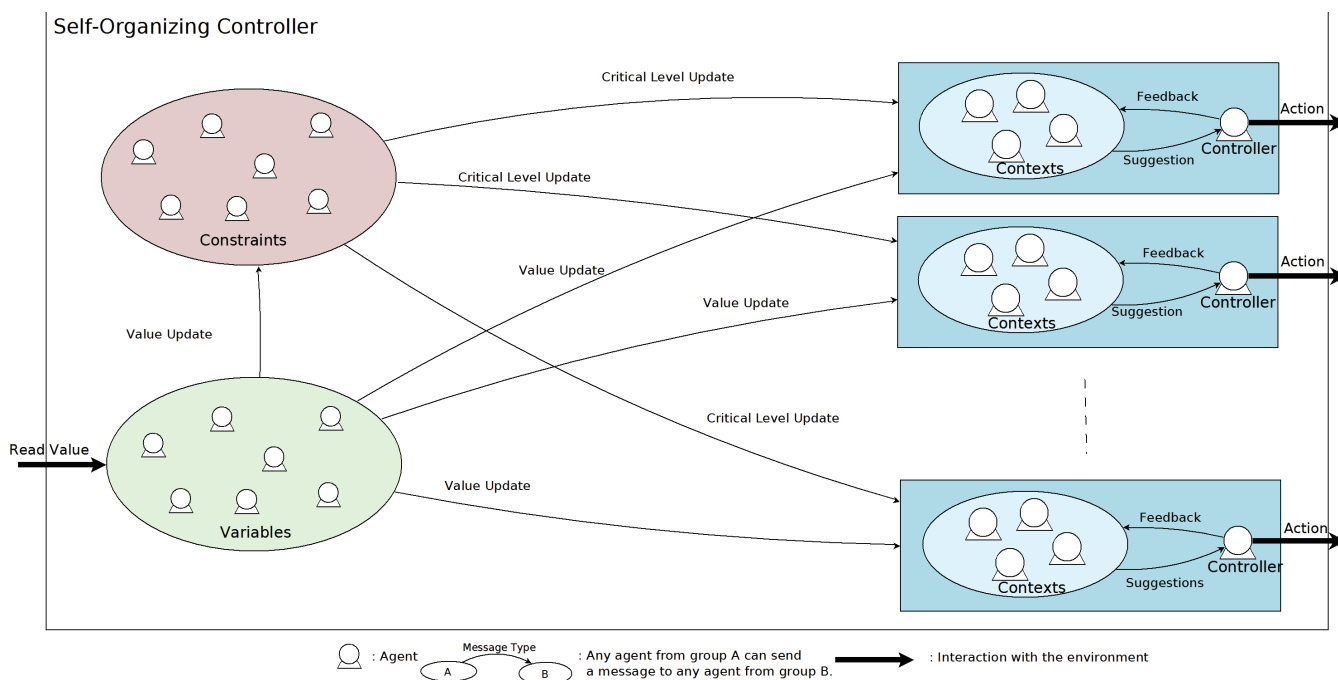 Self-Organizing Controller
Critical Level Update
Feedback
Action
Controller
Suggestion
Contexts
Critical Level Update
Constraints
Value Update
Feedback
Action
Controller
Suggestion
Contexts
Value Update
Value Update
Critical Level Update
Read Value
Value Update
Variables
Feedback
Action
Controller
Suggestions
Contexts
: Agent
Message Type
A
B
: Any agent from group A can send
a message to any agent from group B.
: Interaction with the environment